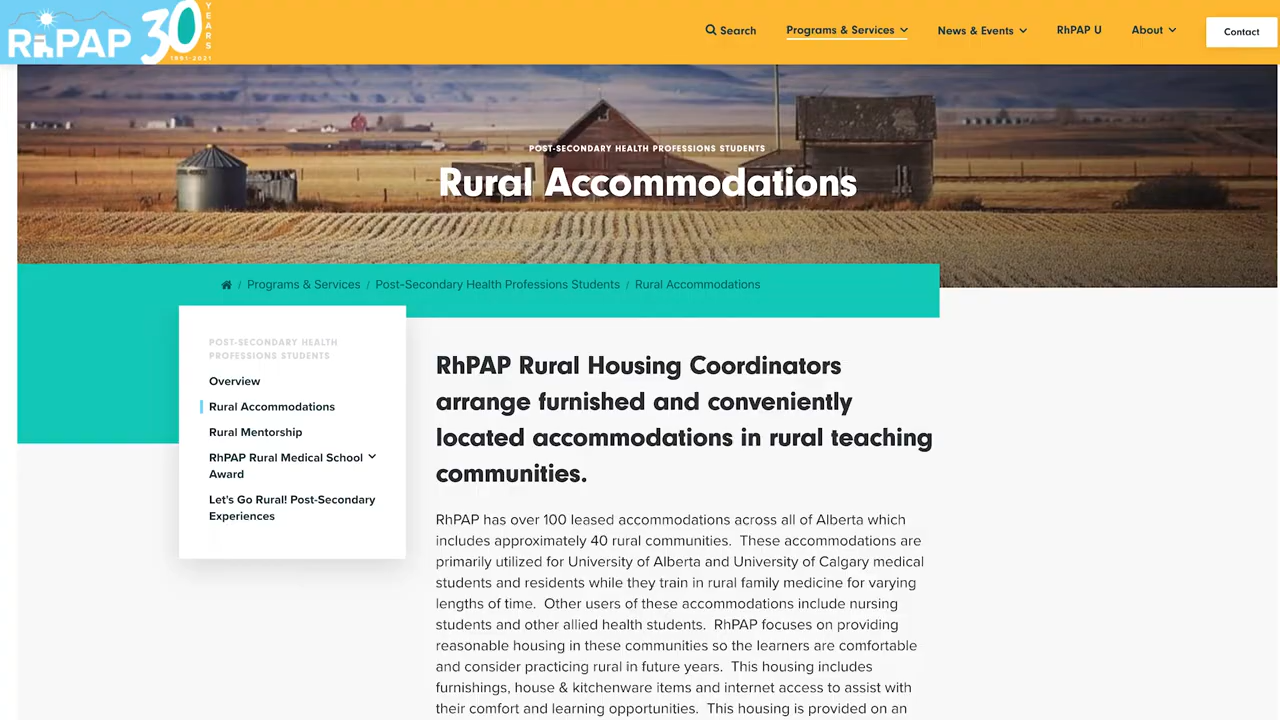 RhPAP 30 YEARS
1991-2021
Search
Programs & Services
News & Events
RhPAP U
About
Contact
POST-SECONDARY HEALTH PROFESSIONS STUDENTS
Rural Accommodations
/ Programs & Services / Post-Secondary Health Professions Students / Rural Accommodations
POST-SECONDARY HEALTH
PROFESSIONS STUDENTS
Overview
Rural Accommodations
Rural Mentorship
RhPAP Rural Medical School
Award
Let's Go Rural! Post-Secondary
Experiences
RhPAP Rural Housing Coordinators
arrange furnished and conveniently
located accommodations in rural teaching
communities.
RhPAP has over 100 leased accommodations across all of Alberta which
includes approximately 40 rural communities. These accommodations are
primarily utilized for University of Alberta and University of Calgary medical
students and residents while they train in rural family medicine for varying
lengths of time. Other users of these accommodations include nursing
students and other allied health students. RhPAP focuses on providing
reasonable housing in these communities so the learners are comfortable
and consider practicing rural in future years. This housing includes
furnishings, house & kitchenware items and internet access to assist with
their comfort and learning opportunities. This housing is provided on an